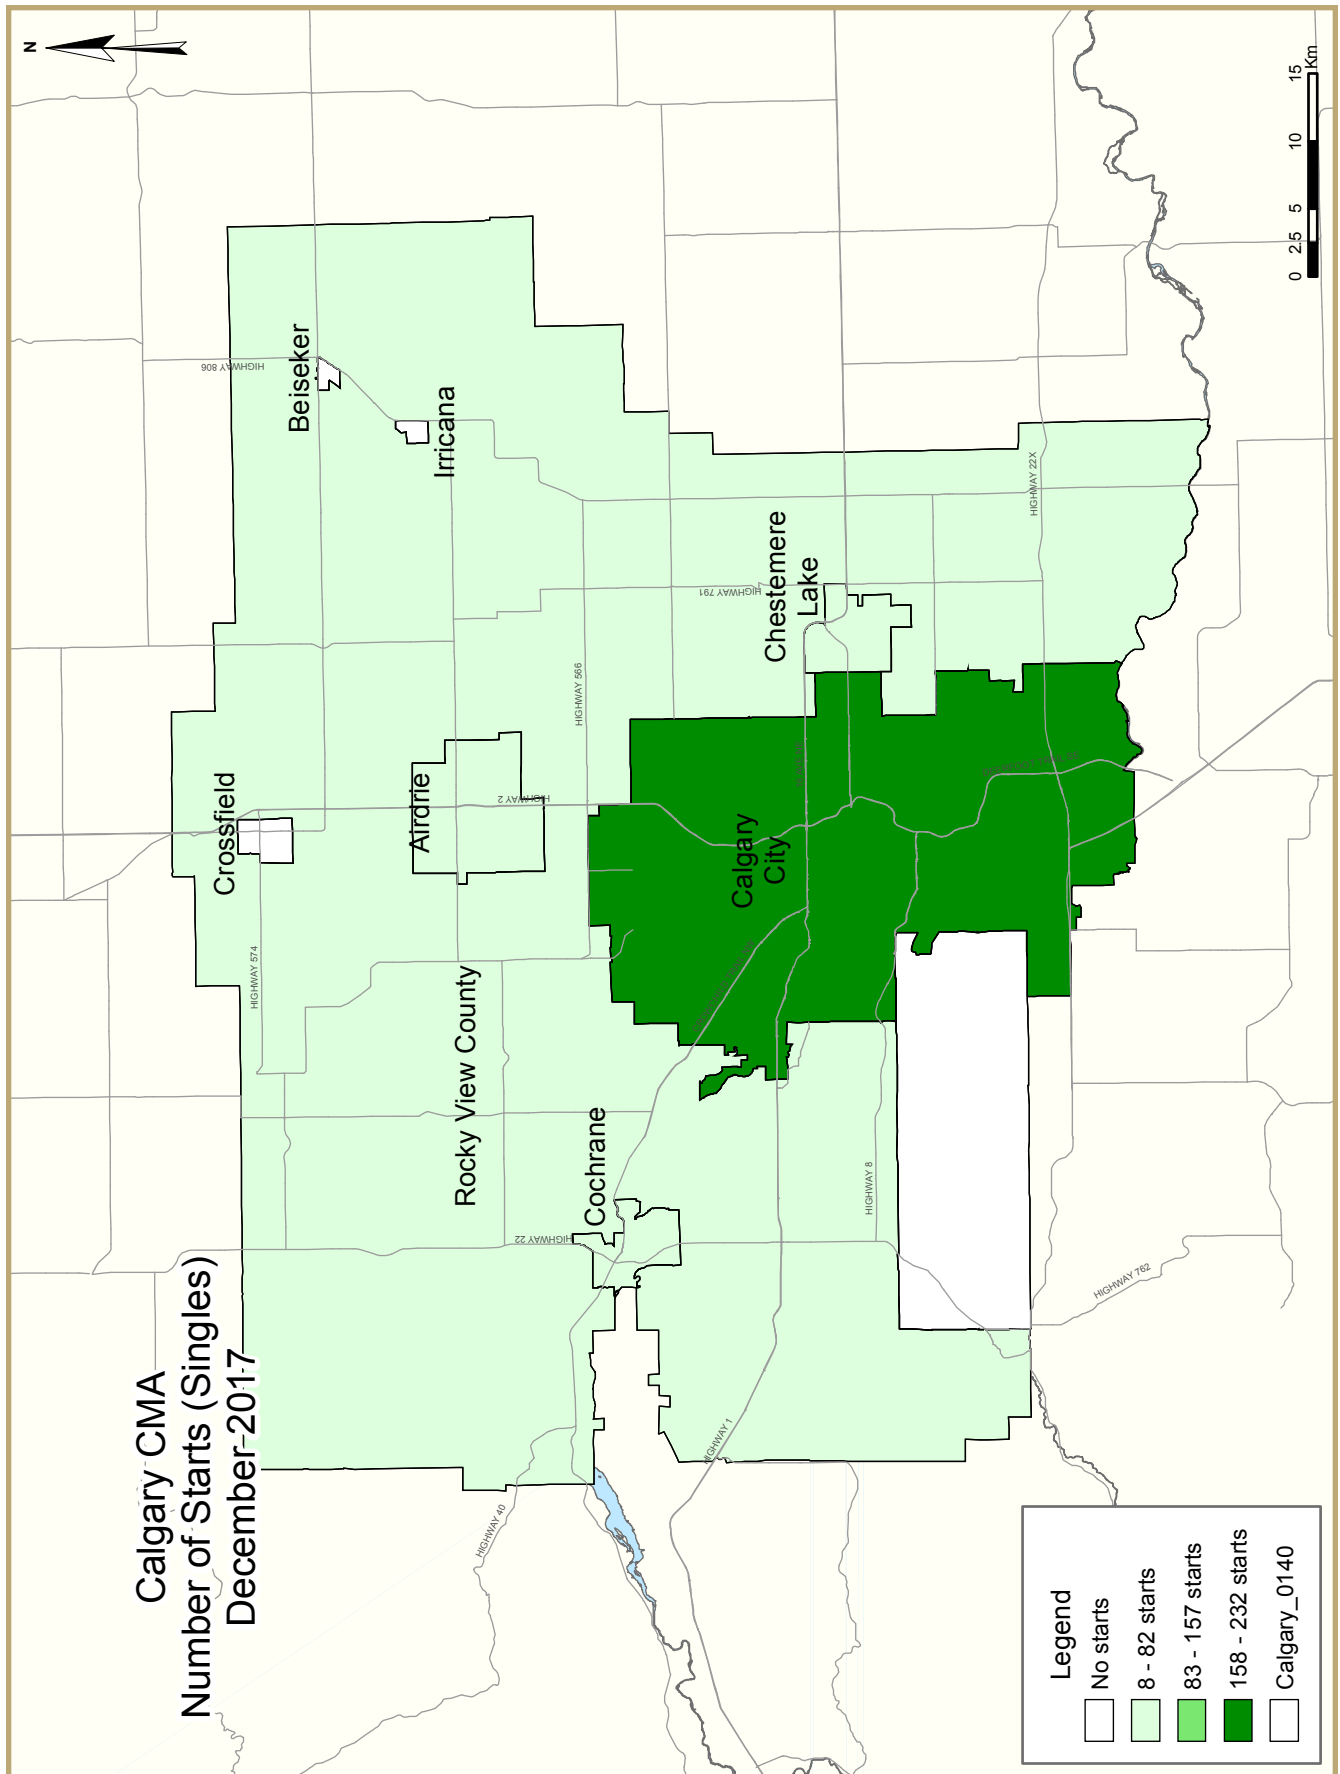 Calgary CMA
Number of Starts (Singles)
December 2017
N
Crossfield
Beiseker
Irricana
Airdrie
Rocky View County
Cochrane
Calgary
City
Chestemere
Lake
HIGHWAY 574
HIGHWAY 806
HIGHWAY 2
HIGHWAY 566
HIGHWAY 791
HIGHWAY 22X
HIGHWAY 22
HIGHWAY 8
HIGHWAY 762
HIGHWAY 1
HIGHWAY 40
Legend
No starts
8 - 82 starts
83 - 157 starts
158 - 232 starts
Calgary_0140
0 2.5 5 10 15
Km